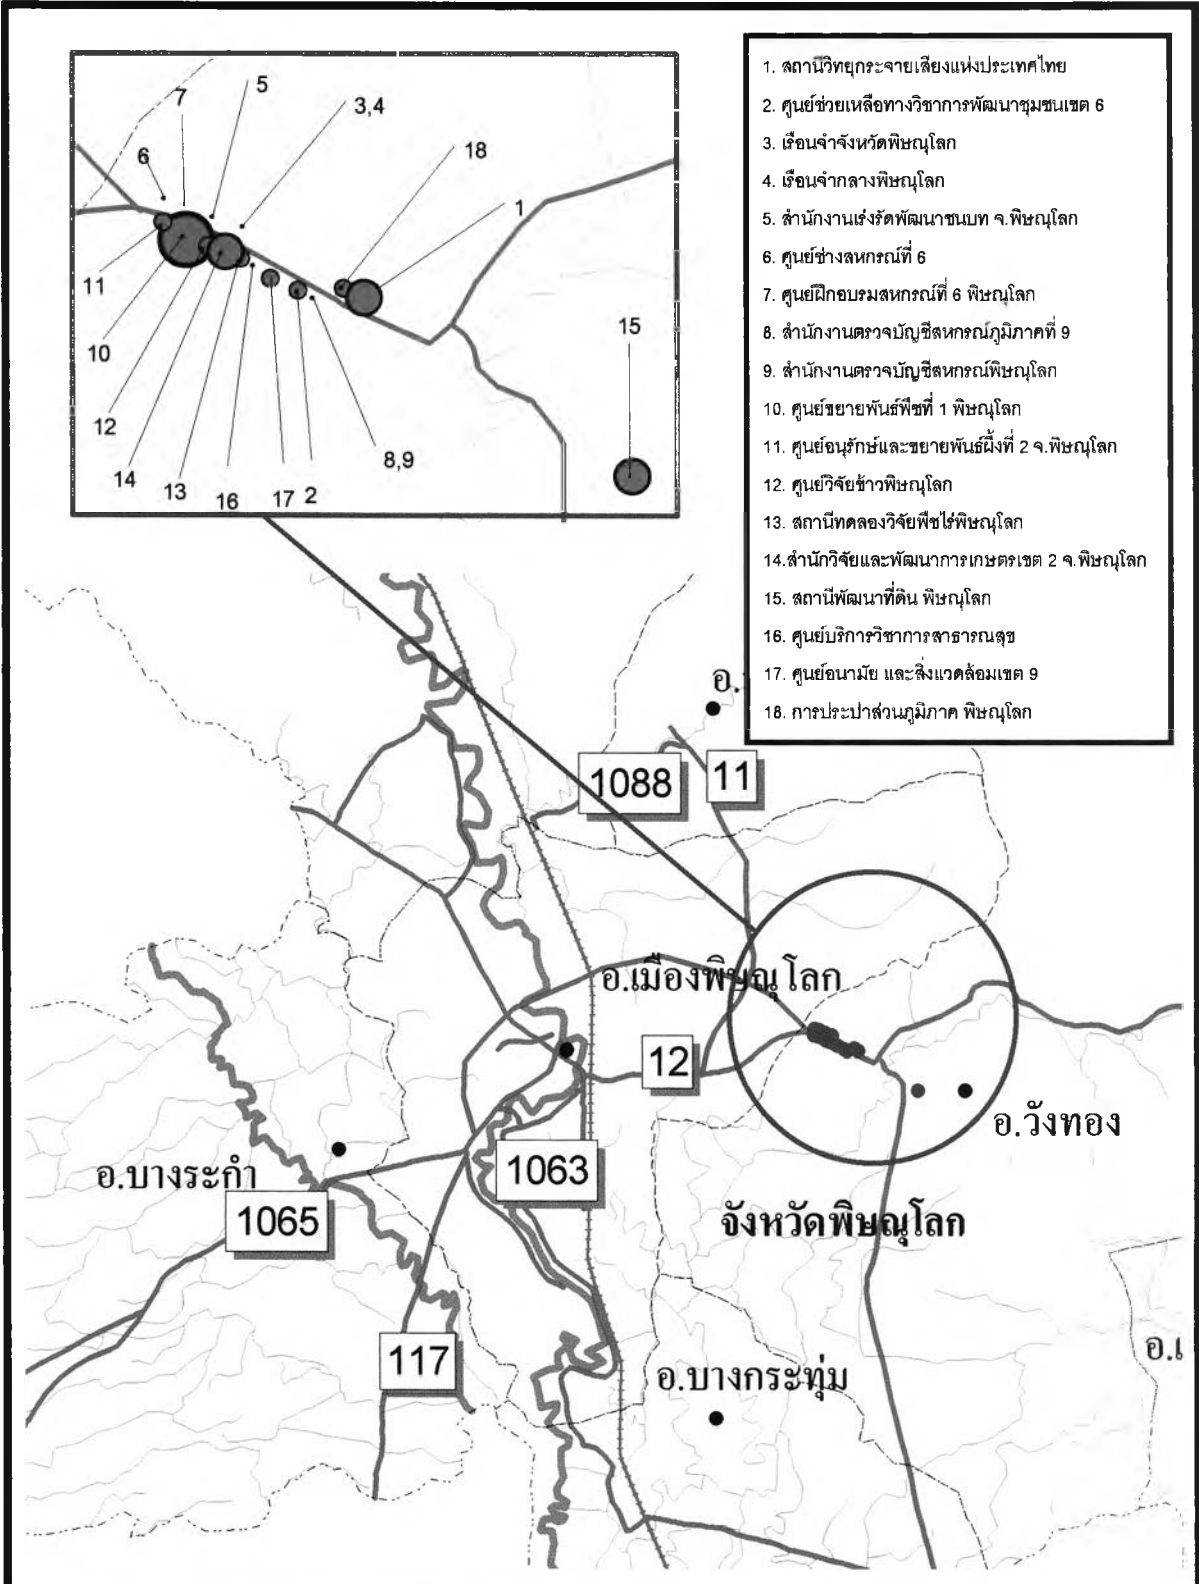 1. สถานีวิทยุกระจายเสียงแห่งประเทศไทย
2. ศูนย์ช่วยเหลือทางวิชาการพัฒนาชุมชนเขต 6
3. เรือนจำจังหวัดพิษณุโลก
4. เรือนจำกลางพิษณุโลก
5. สำนักงานเร่งรัดพัฒนาชนบท จ.พิษณุโลก
6. ศูนย์ช่างสหกรณ์ที่ 6
7. ศูนย์ฝึกอบรมสหกรณ์ที่ 6 พิษณุโลก
8. สำนักงานตรวจบัญชีสหกรณ์ภูมิภาคที่ 9
9. สำนักงานตรวจบัญชีสหกรณ์พิษณุโลก
10. ศูนย์ขยายพันธ์พืชที่ 1 พิษณุโลก
11. ศูนย์อนุรักษ์และขยายพันธ์ผึ้งที่ 2 จ.พิษณุโลก
12. ศูนย์วิจัยข้าวพิษณุโลก
13. สถานีทดลองวิจัยพืชไร่พิษณุโลก
14.สำนักวิจัยและพัฒนาการเกษตรเขต 2 จ.พิษณุโลก
15. สถานีพัฒนาที่ดิน พิษณุโลก
16. ศูนย์บริการวิชาการสาธารณสุข
17. ศูนย์อนามัย และสิ่งแวดล้อมเขต 9
18. การประปาส่วนภูมิภาค พิษณุโลก
7
5
3,4
6
18
1
11
15
10
12
14
13
16
17
2
8,9
อ.
1088
11
อ.เมืองพิษณุโลก
12
อ.วังทอง
อ.บางระกำ
1063
1065
จังหวัดพิษณุโลก
117
อ.บางกระทุ่ม
อ.เ